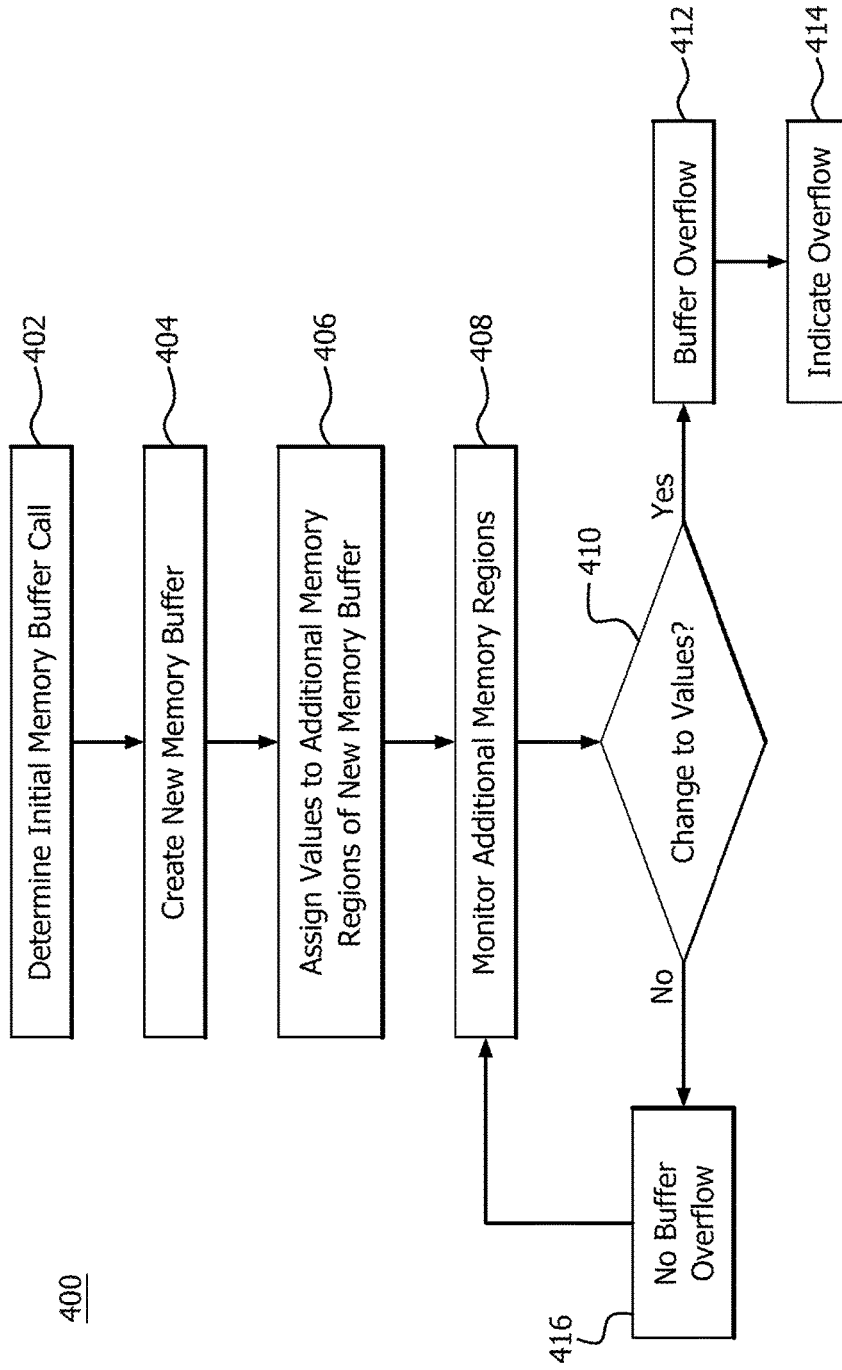 400
Determine Initial Memory Buffer Call
402
Create New Memory Buffer
404
Assign Values to Additional Memory
Regions of New Memory Buffer
406
Monitor Additional Memory Regions
408
Change to Values?
410
Yes
Buffer Overflow
412
Indicate Overflow
414
No
No Buffer
Overflow
416